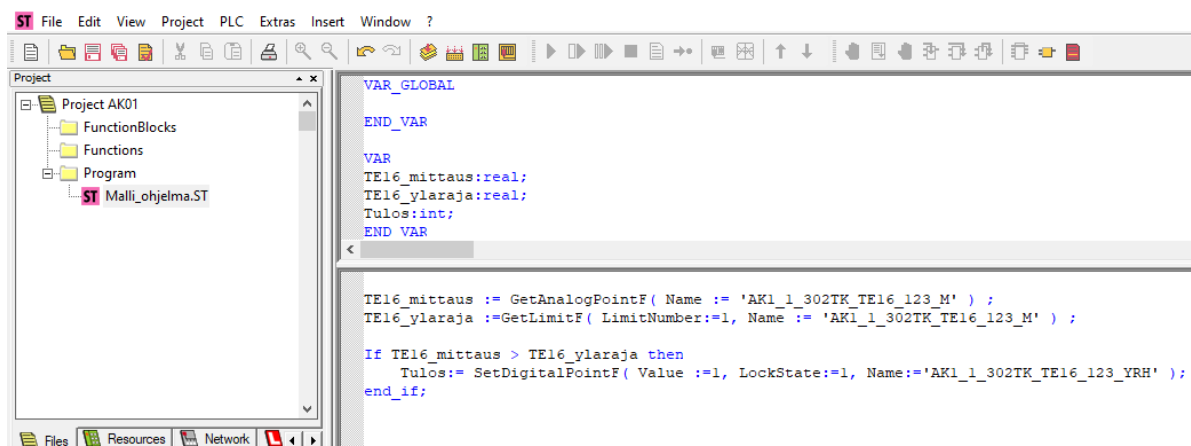 ST File Edit View Project PLC Extras Insert Window ?
Project
Project AK01
FunctionBlocks
Functions
Program
ST Malli_ohjelma.ST
Files Resources Network L
VAR_GLOBAL
END_VAR
VAR
TE16_mittaus:real;
TE16_ylaraja:real;
Tulos:int;
END_VAR
TE16_mittaus := GetAnalogPointF( Name := 'AK1_1_302TK_TE16_123_M' ) ;
TE16_ylaraja :=GetLimitF( LimitNumber:=1, Name := 'AK1_1_302TK_TE16_123_M' ) ;
If TE16_mittaus > TE16_ylaraja then
Tulos:= SetDigitalPointF( Value :=1, LockState:=1, Name:='AK1_1_302TK_TE16_123_YRH' );
end_if;